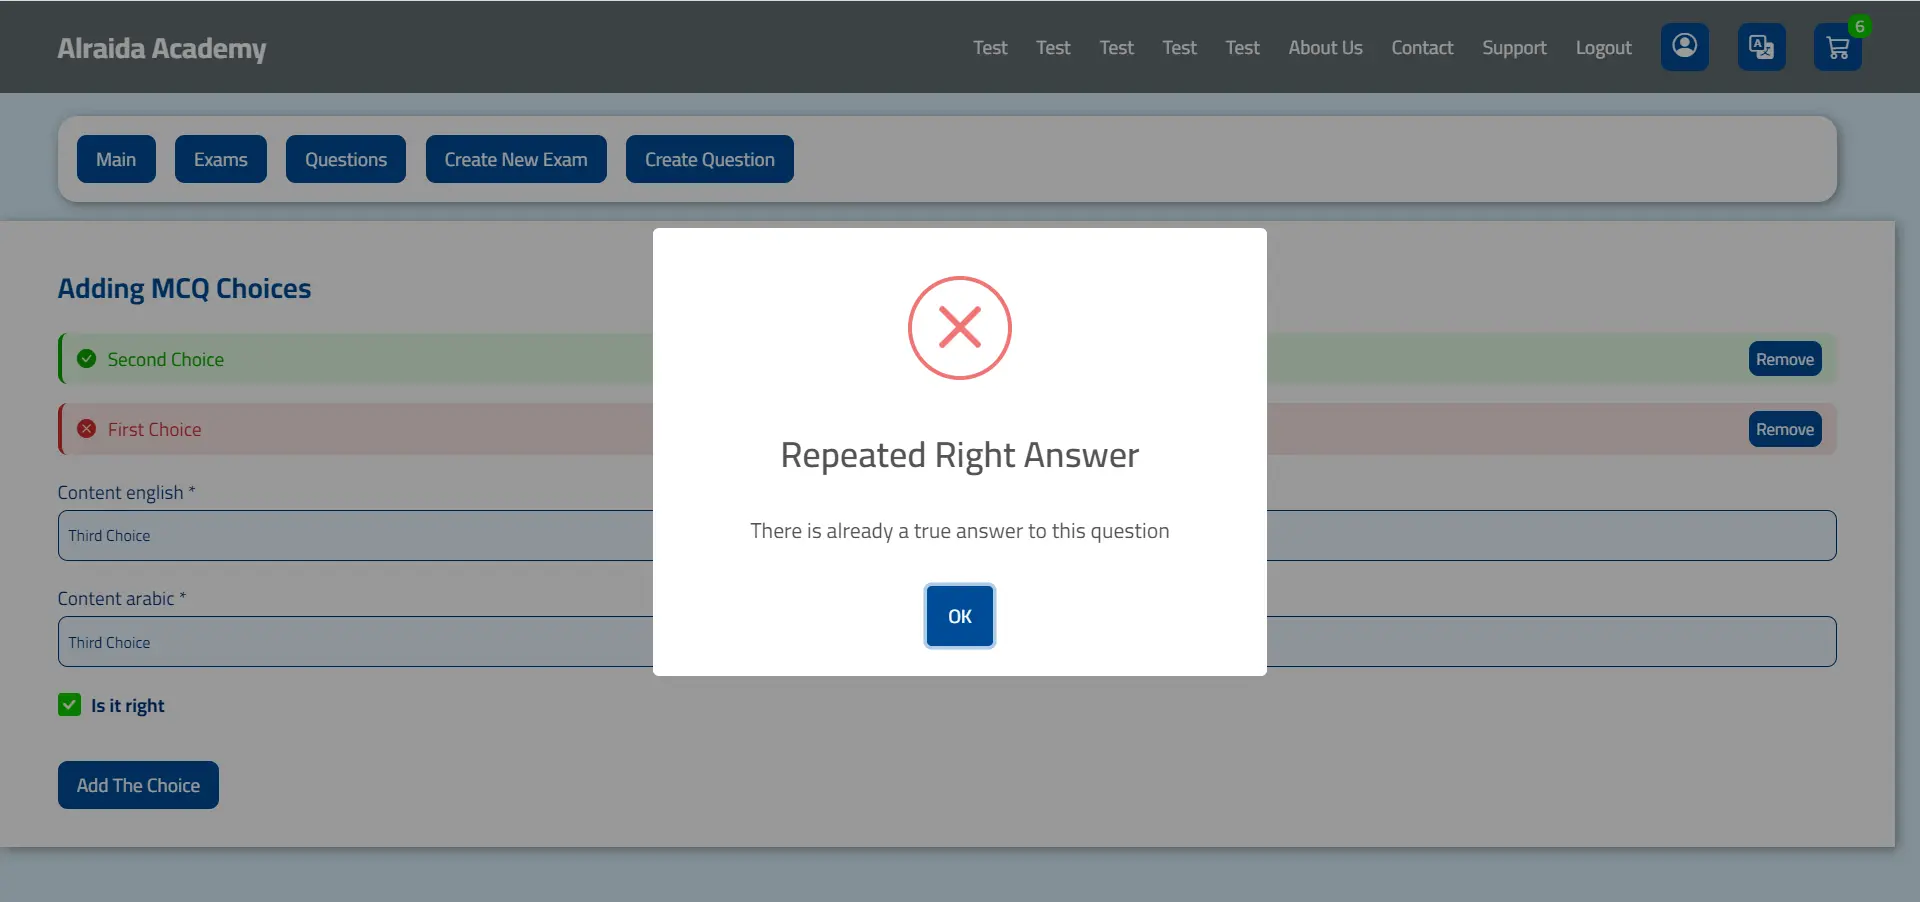 Alraida Academy
Test Test Test Test Test About Us Contact Support Logout 6
Main Exams Questions Create New Exam Create Question
Adding MCQ Choices
Second Choice Remove
First Choice Remove
Content english *
Third Choice
Content arabic *
Third Choice
Is it right
Add The Choice
Repeated Right Answer
There is already a true answer to this question
OK